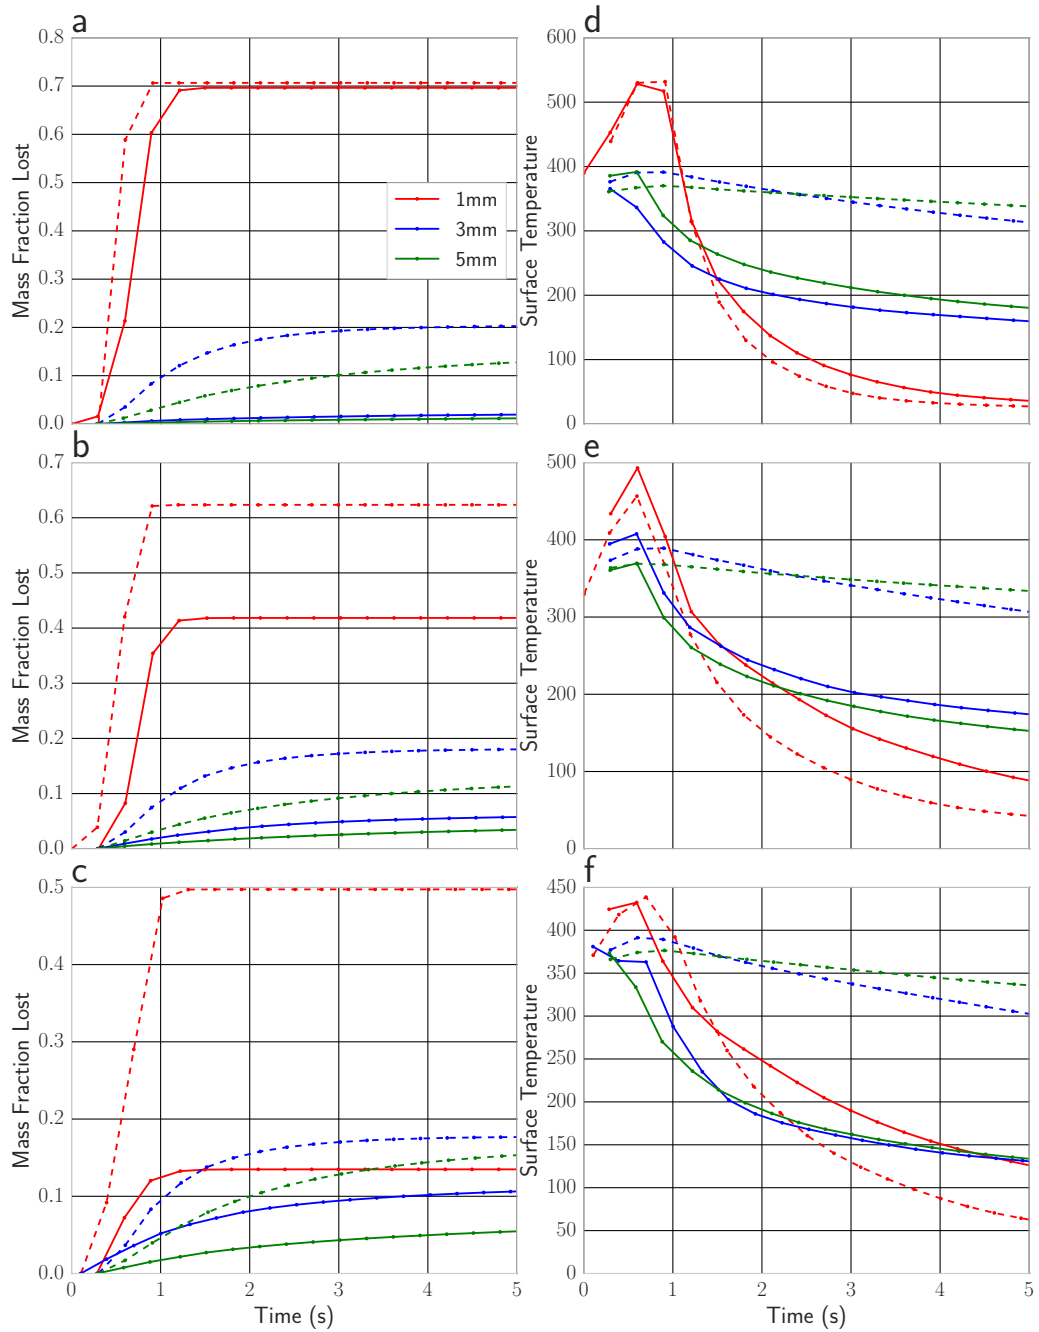 a
0.8
0.7
0.6
0.5
0.4
0.3
0.2
0.1
0.0
Mass Fraction Lost
1mm
3mm
5mm
d
600
500
400
300
200
100
0
Surface Temperature
b
0.7
0.6
0.5
0.4
0.3
0.2
0.1
0.0
Mass Fraction Lost
e
500
400
300
200
100
0
Surface Temperature
c
0.5
0.4
0.3
0.2
0.1
0.0
Mass Fraction Lost
0 1 2 3 4 5
Time (s)
f
450
400
350
300
250
200
150
100
50
0
Surface Temperature
0 1 2 3 4 5
Time (s)